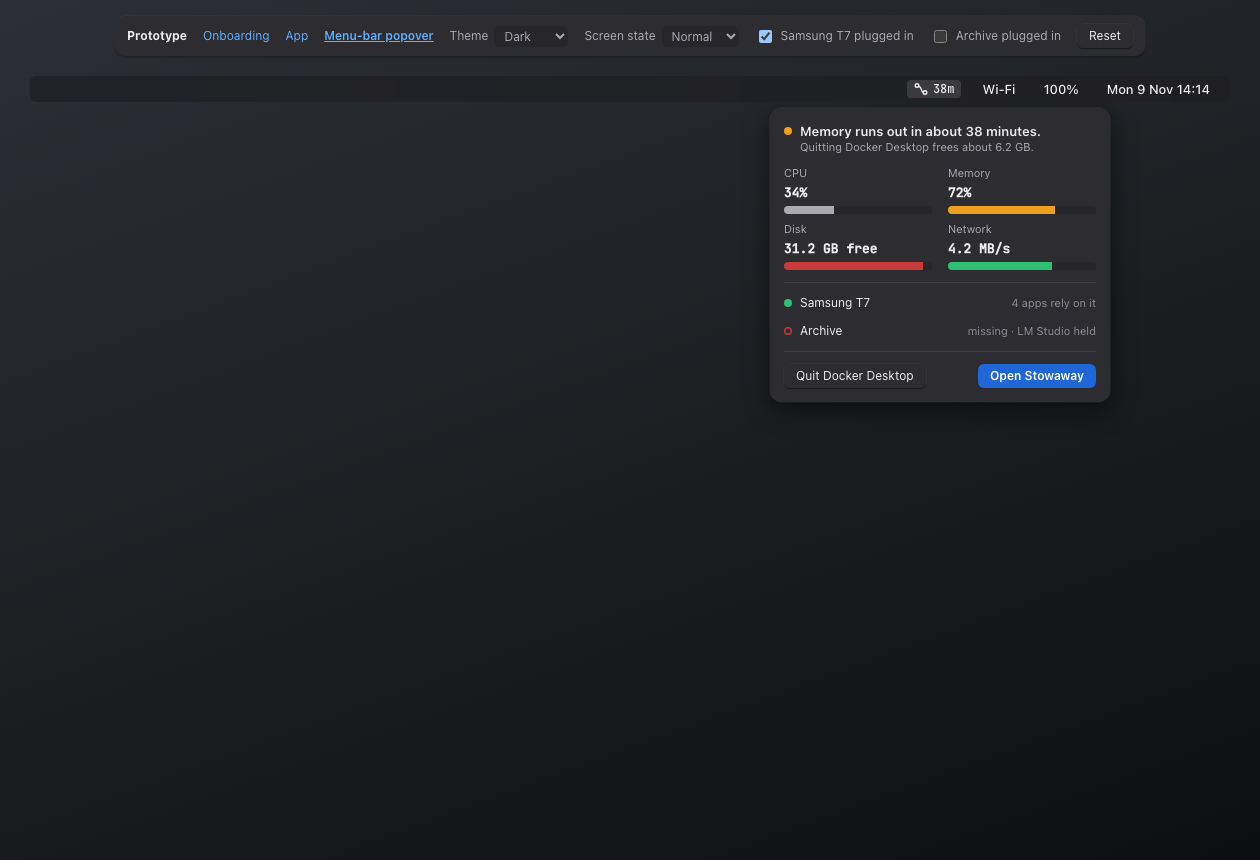 Prototype Onboarding App Menu-bar popover Theme Dark Screen state Normal Samsung T7 plugged in Archive plugged in Reset
38m Wi-Fi 100% Mon 9 Nov 14:14
Memory runs out in about 38 minutes.
Quitting Docker Desktop frees about 6.2 GB.
CPU Memory
34% 72%
Disk Network
31.2 GB free 4.2 MB/s
Samsung T7 4 apps rely on it
Archive missing · LM Studio held
Quit Docker Desktop Open Stowaway